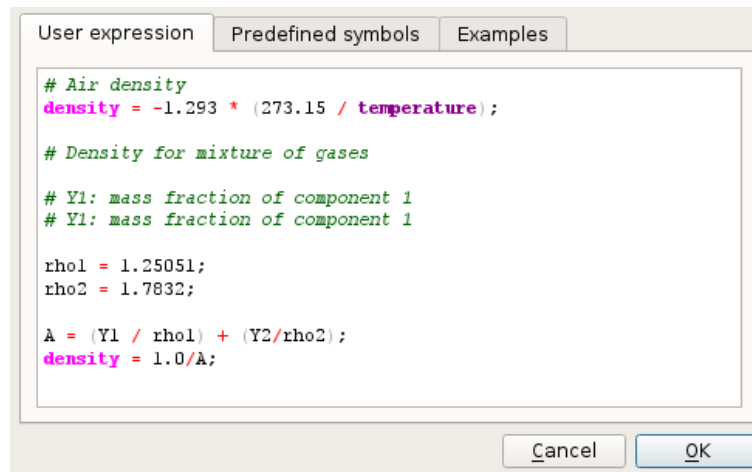 User expression Predefined symbols Examples
# Air density
density = -1.293 * (273.15 / temperature);
# Density for mixture of gases
# Y1: mass fraction of component 1
# Y1: mass fraction of component 1
rho1 = 1.25051;
rho2 = 1.7832;
A = (Y1 / rho1) + (Y2/rho2);
density = 1.0/A;
Cancel OK